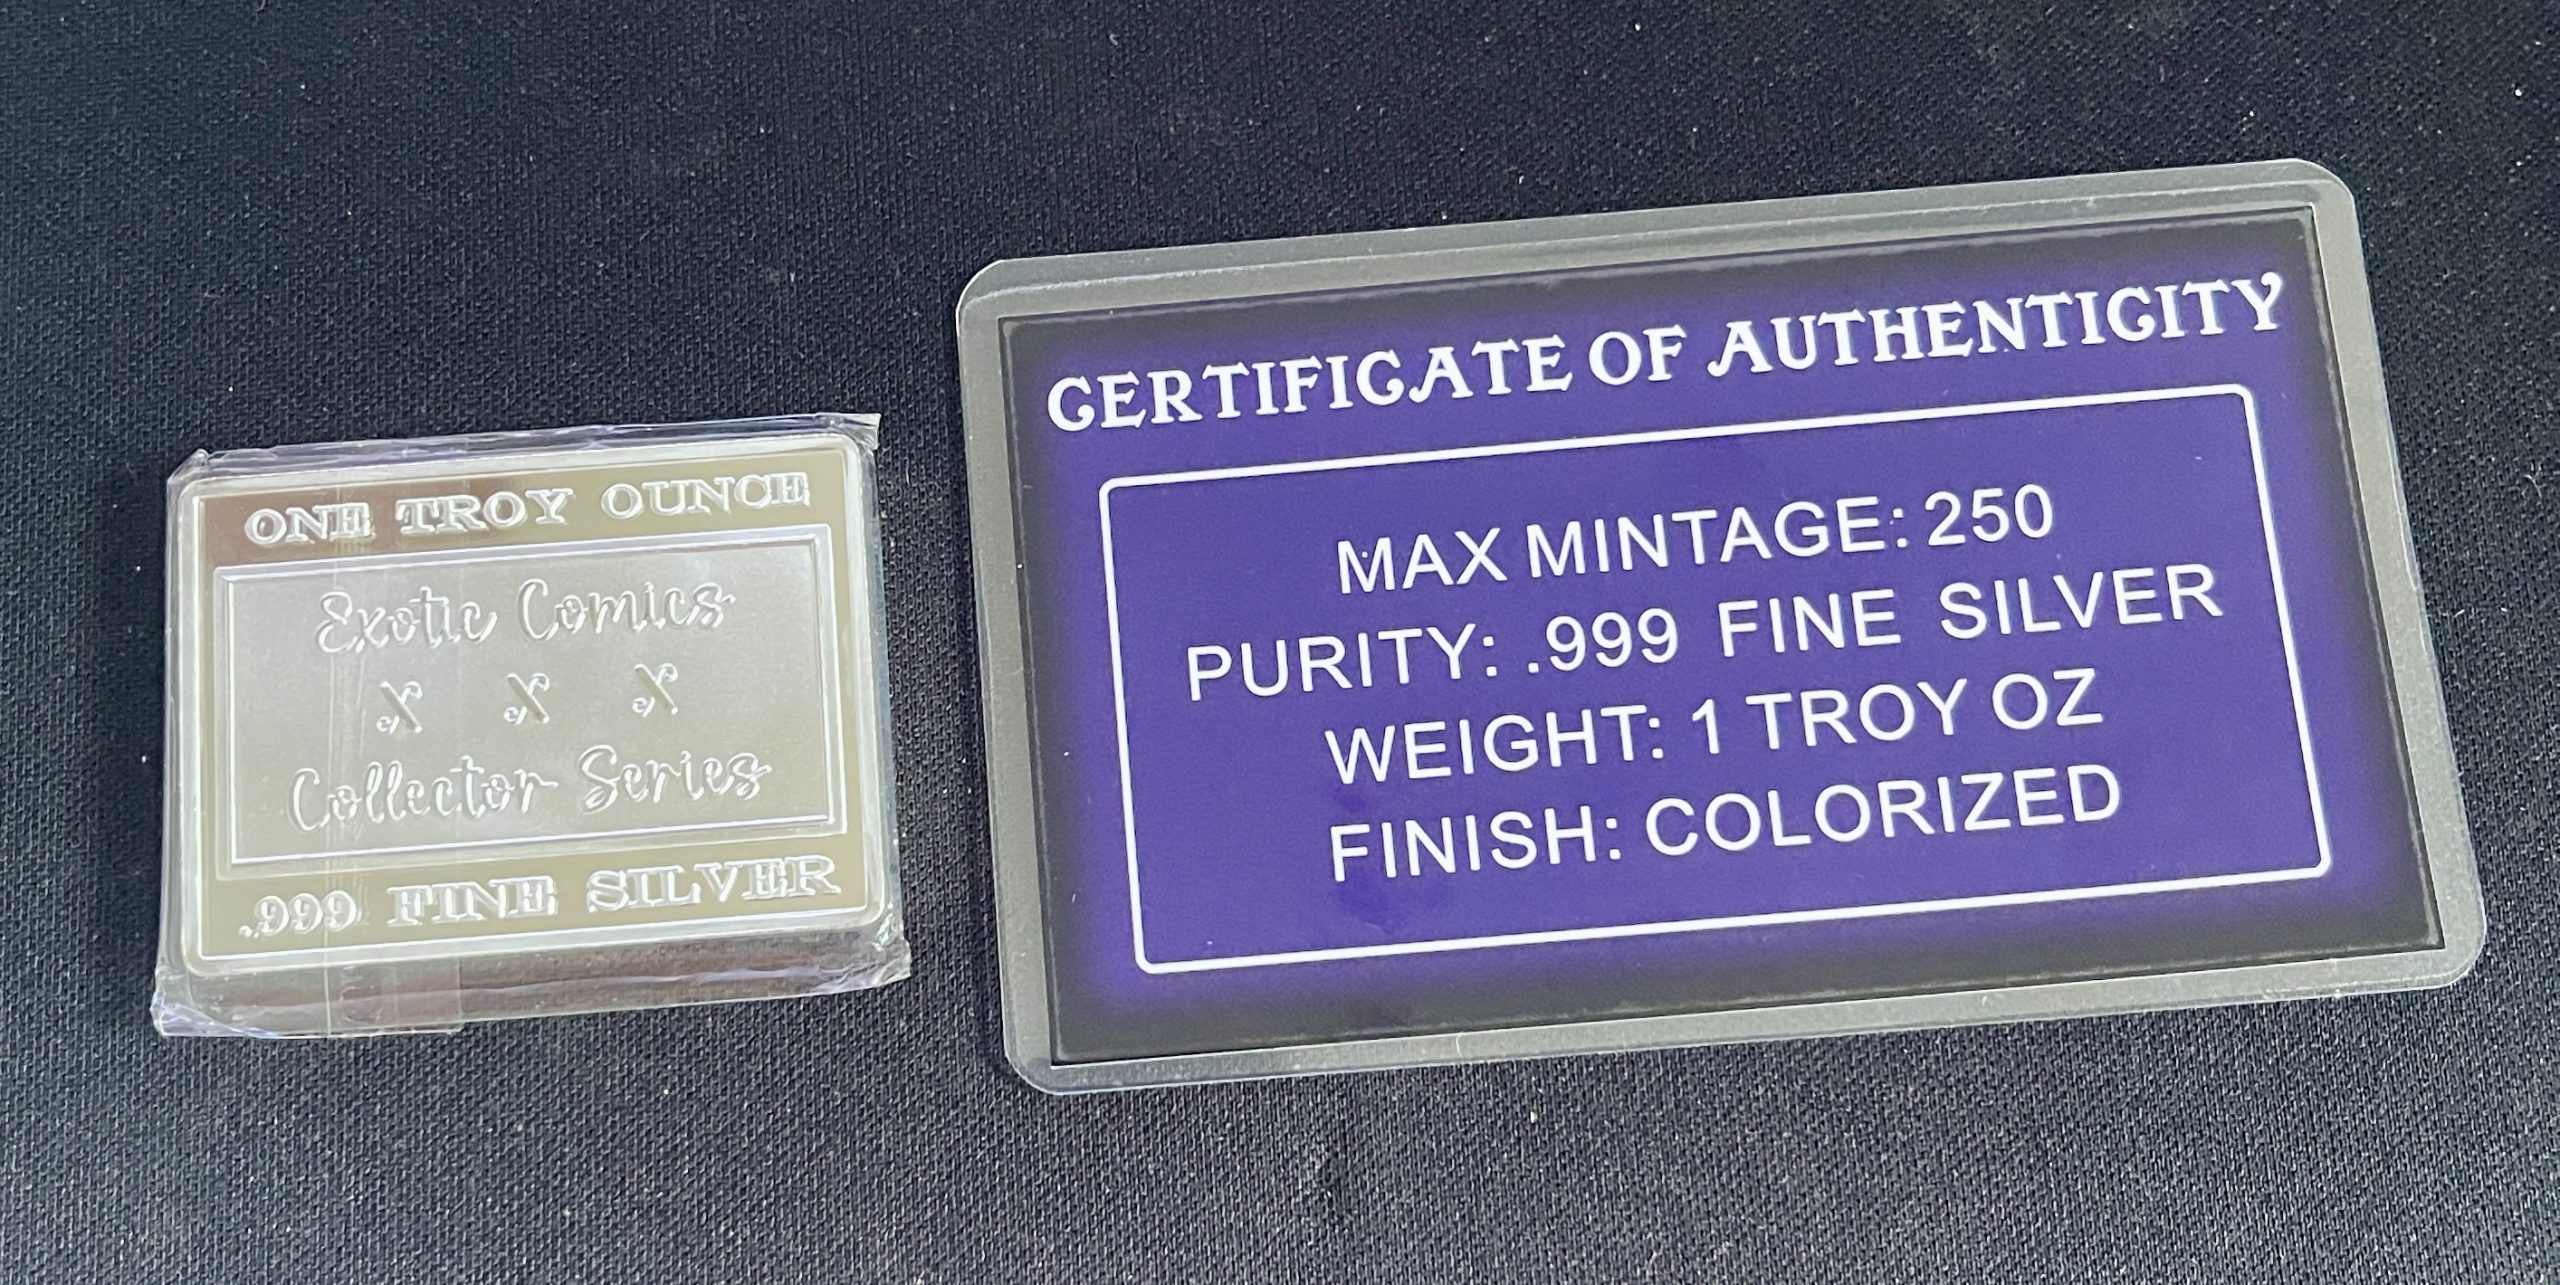 ONE TROY OUNCE
Exotic Comics
X X X
Collector Series
.999 FINE SILVER
CERTIFICATE OF AUTHENTICITY
MAX MINTAGE: 250
PURITY: .999 FINE SILVER
WEIGHT: 1 TROY OZ
FINISH: COLORIZED